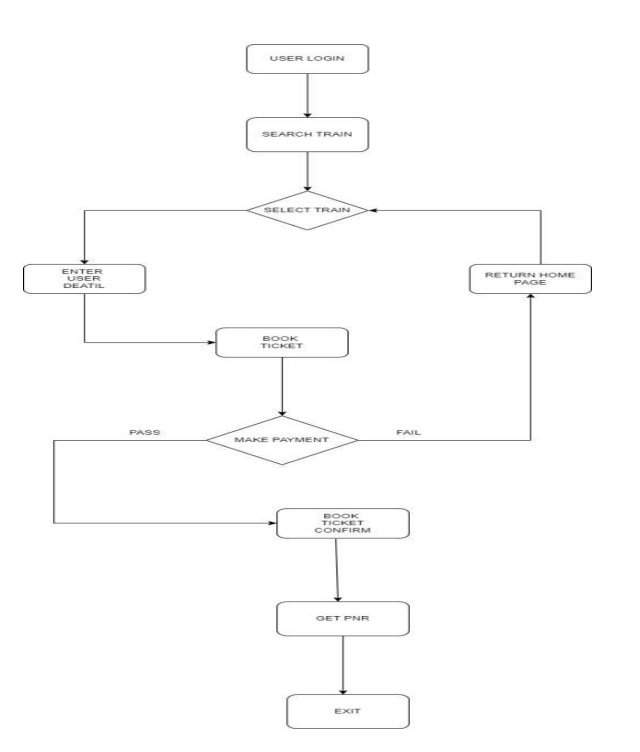 USER LOGIN
SEARCH TRAIN
SELECT TRAIN
ENTER
USER
DEATIL
RETURN HOME
PAGE
BOOK
TICKET
PASS
MAKE PAYMENT
FAIL
BOOK
TICKET
CONFIRM
GET PNR
EXIT